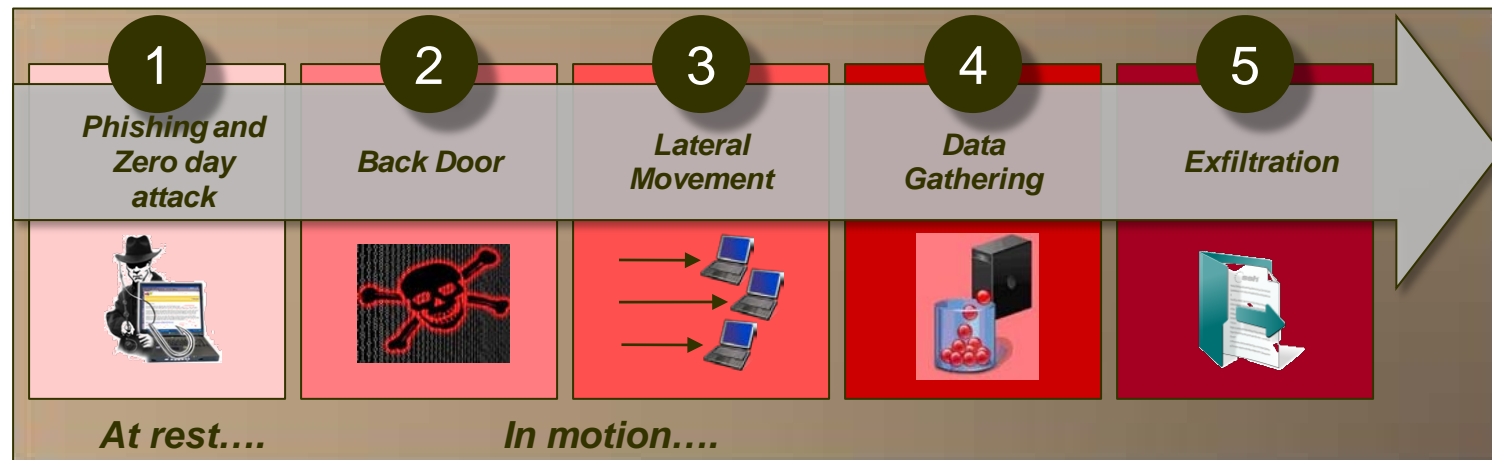 1
Phishing and
Zero day
attack
2
Back Door
3
Lateral
Movement
4
Data
Gathering
5
Exfiltration
At rest....
In motion....